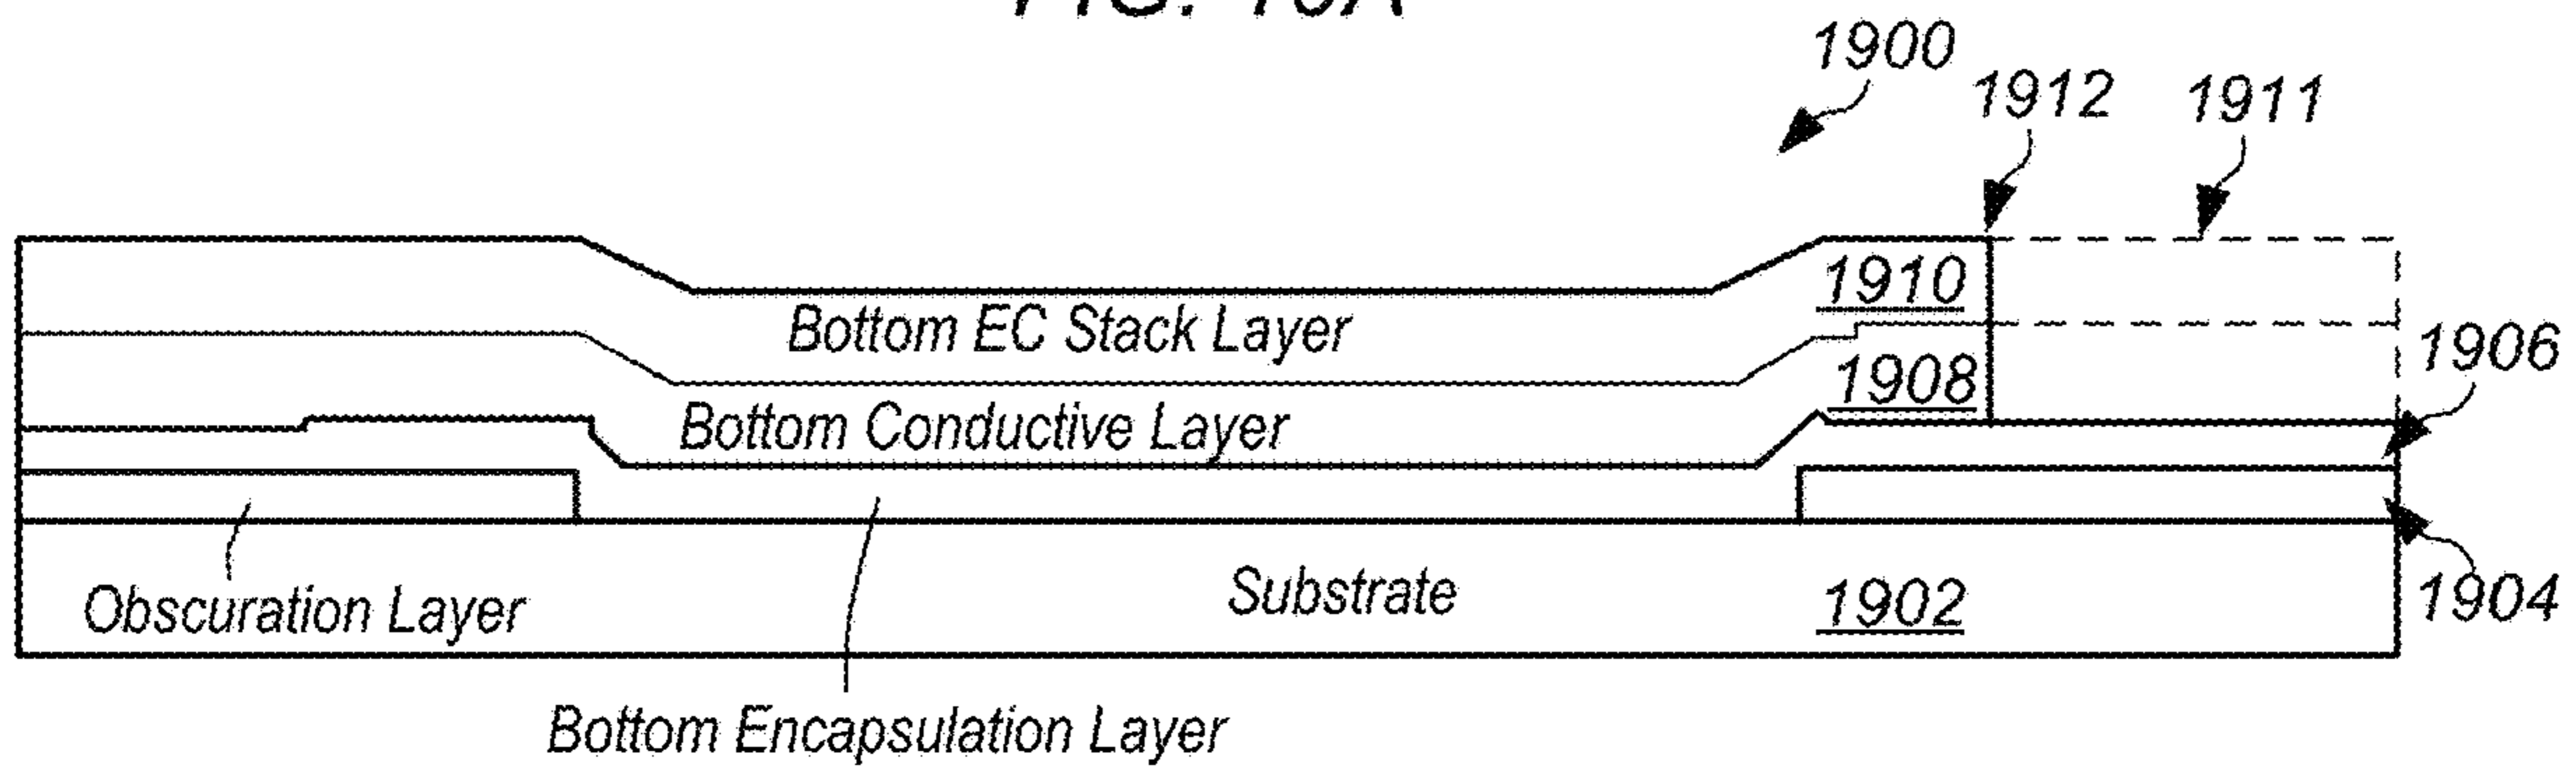 1900
1912
1911
1910
Bottom EC Stack Layer
1906
1908
Bottom Conductive Layer
Substrate
1902
1904
Obscuration Layer
Bottom Encapsulation Layer